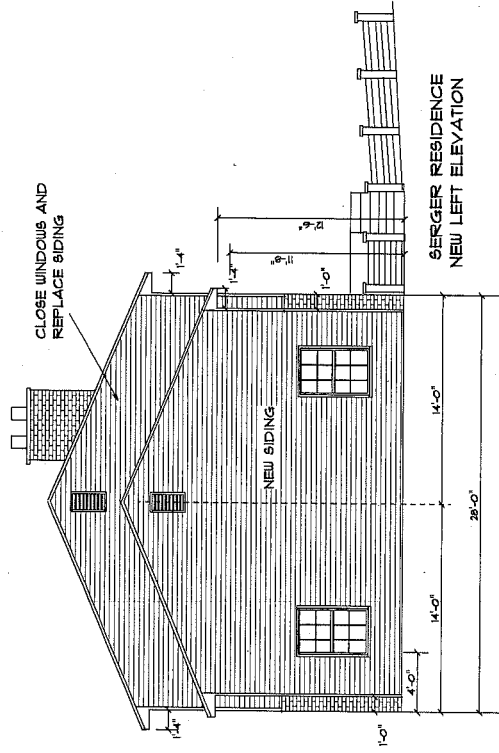 CLOSE WINDOWS AND
REPLACE SIDING
1'-4"
1'-4"
12'-6"
11'-8"
1'-0"
NEW SIDING
1'-4"
1'-0"
4'-0"
14'-0"
14'-0"
28'-0"
SERGER RESIDENCE
NEW LEFT ELEVATION